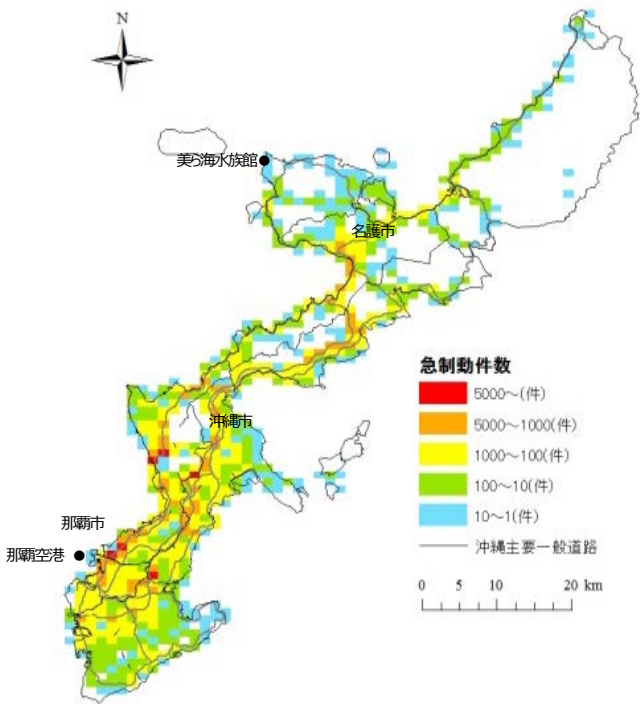 N
美ら海水族館
名護市
急制動件数
5000～(件)
5000～1000(件)
1000～100(件)
100～10(件)
10～1(件)
沖縄主要一般道路
0 5 10 20 km
沖縄市
那覇市
那覇空港